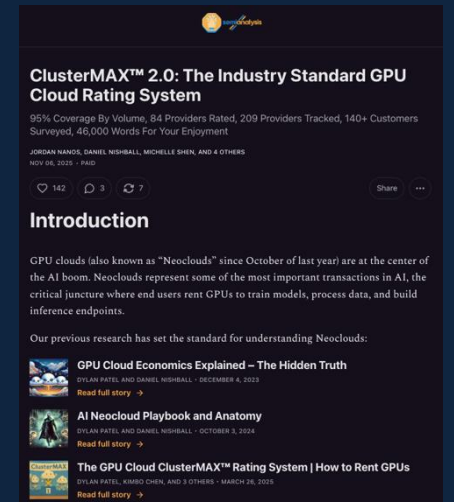 semianalysis
ClusterMAX™ 2.0: The Industry Standard GPU
Cloud Rating System
95% Coverage By Volume, 84 Providers Rated, 209 Providers Tracked, 140+ Customers
Surveyed, 46,000 Words For Your Enjoyment
JORDAN NANOS, DANIEL NISHBALL, MICHELLE SHEN, AND 4 OTHERS
NOV 06, 2025 • PAID
142
3
7
Share
Introduction
GPU clouds (also known as “Neoclouds” since October of last year) are at the center of
the AI boom. Neoclouds represent some of the most important transactions in AI, the
critical juncture where end users rent GPUs to train models, process data, and build
inference endpoints.
Our previous research has set the standard for understanding Neoclouds:
GPU Cloud Economics Explained – The Hidden Truth
DYLAN PATEL AND DANIEL NISHBALL • DECEMBER 4, 2023
Read full story →
AI Neocloud Playbook and Anatomy
DYLAN PATEL AND DANIEL NISHBALL • OCTOBER 3, 2024
Read full story →
ClusterMAX
The GPU Cloud ClusterMAX™ Rating System | How to Rent GPUs
DYLAN PATEL, KIMBO CHEN, AND 3 OTHERS • MARCH 26, 2025
Read full story →